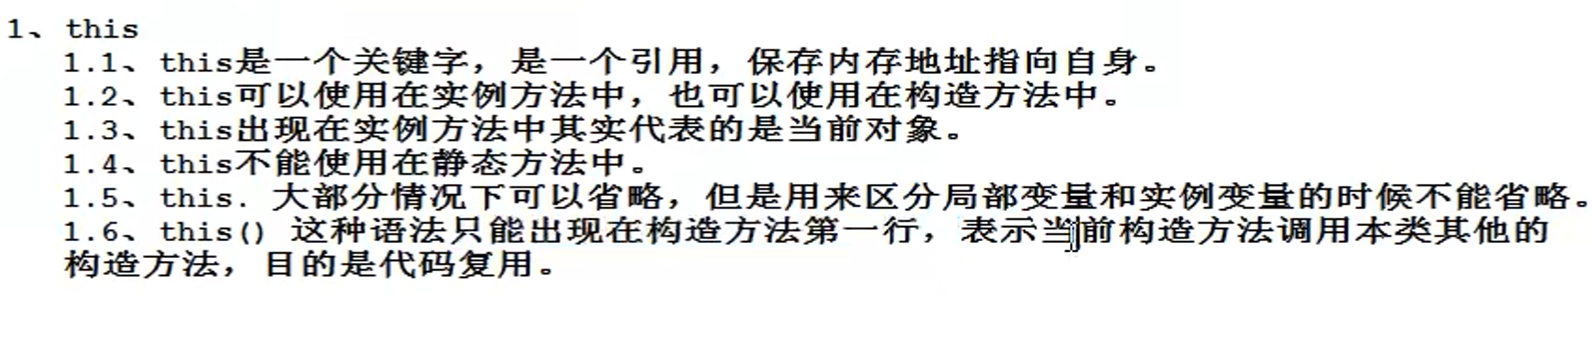 1、this
1.1、this是一个关键字，是一个引用，保存内存地址指向自身。
1.2、this可以使用在实例方法中，也可以使用在构造方法中。
1.3、this出现在实例方法中其实代表的是当前对象。
1.4、this不能使用在静态方法中。
1.5、this. 大部分情况下可以省略，但是用来区分局部变量和实例变量的时候不能省略。
1.6、this() 这种语法只能出现在构造方法第一行，表示当前构造方法调用本类其他的
构造方法，目的是代码复用。